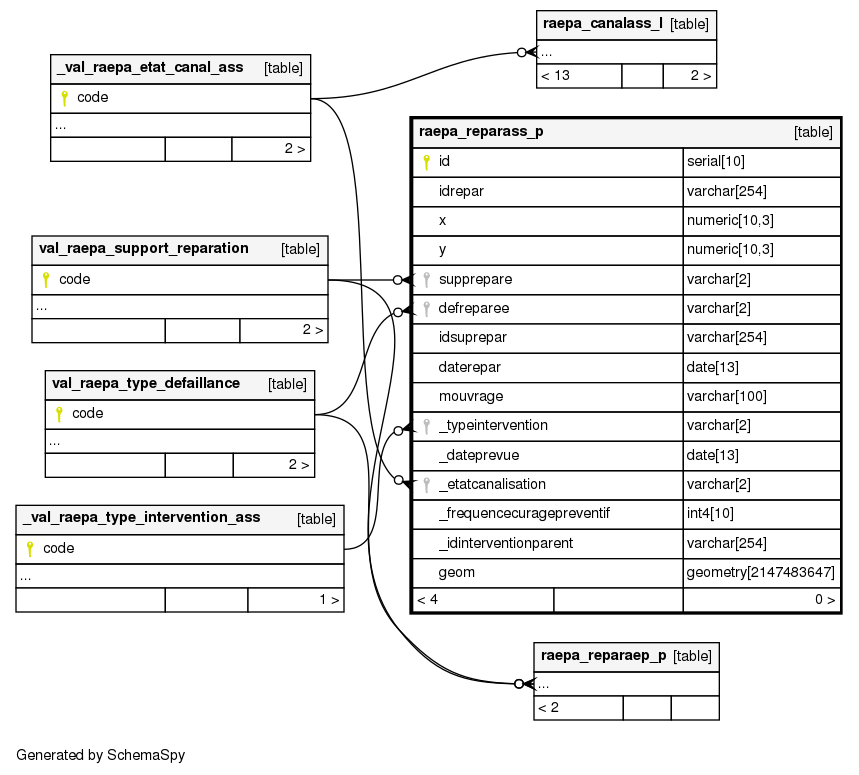 raepa_canalass_l [table]
...
< 13 2 >
_val_raepa_etat_canal_ass [table]
code
...
2 >
raepa_reparass_p [table]
id serial[10]
idrepar varchar[254]
x numeric[10,3]
y numeric[10,3]
supprepare varchar[2]
defreparee varchar[2]
idsuprepar varchar[254]
daterepar date[13]
mouvrage varchar[100]
_typeintervention varchar[2]
_dateprevue date[13]
_etatcanalisation varchar[2]
_frequencecuragepreventif int4[10]
_idinterventionparent varchar[254]
geom geometry[2147483647]
< 4 0 >
val_raepa_support_reparation [table]
code
...
2 >
val_raepa_type_defaillance [table]
code
...
2 >
_val_raepa_type_intervention_ass [table]
code
...
1 >
raepa_reparaep_p [table]
...
< 2
Generated by SchemaSpy